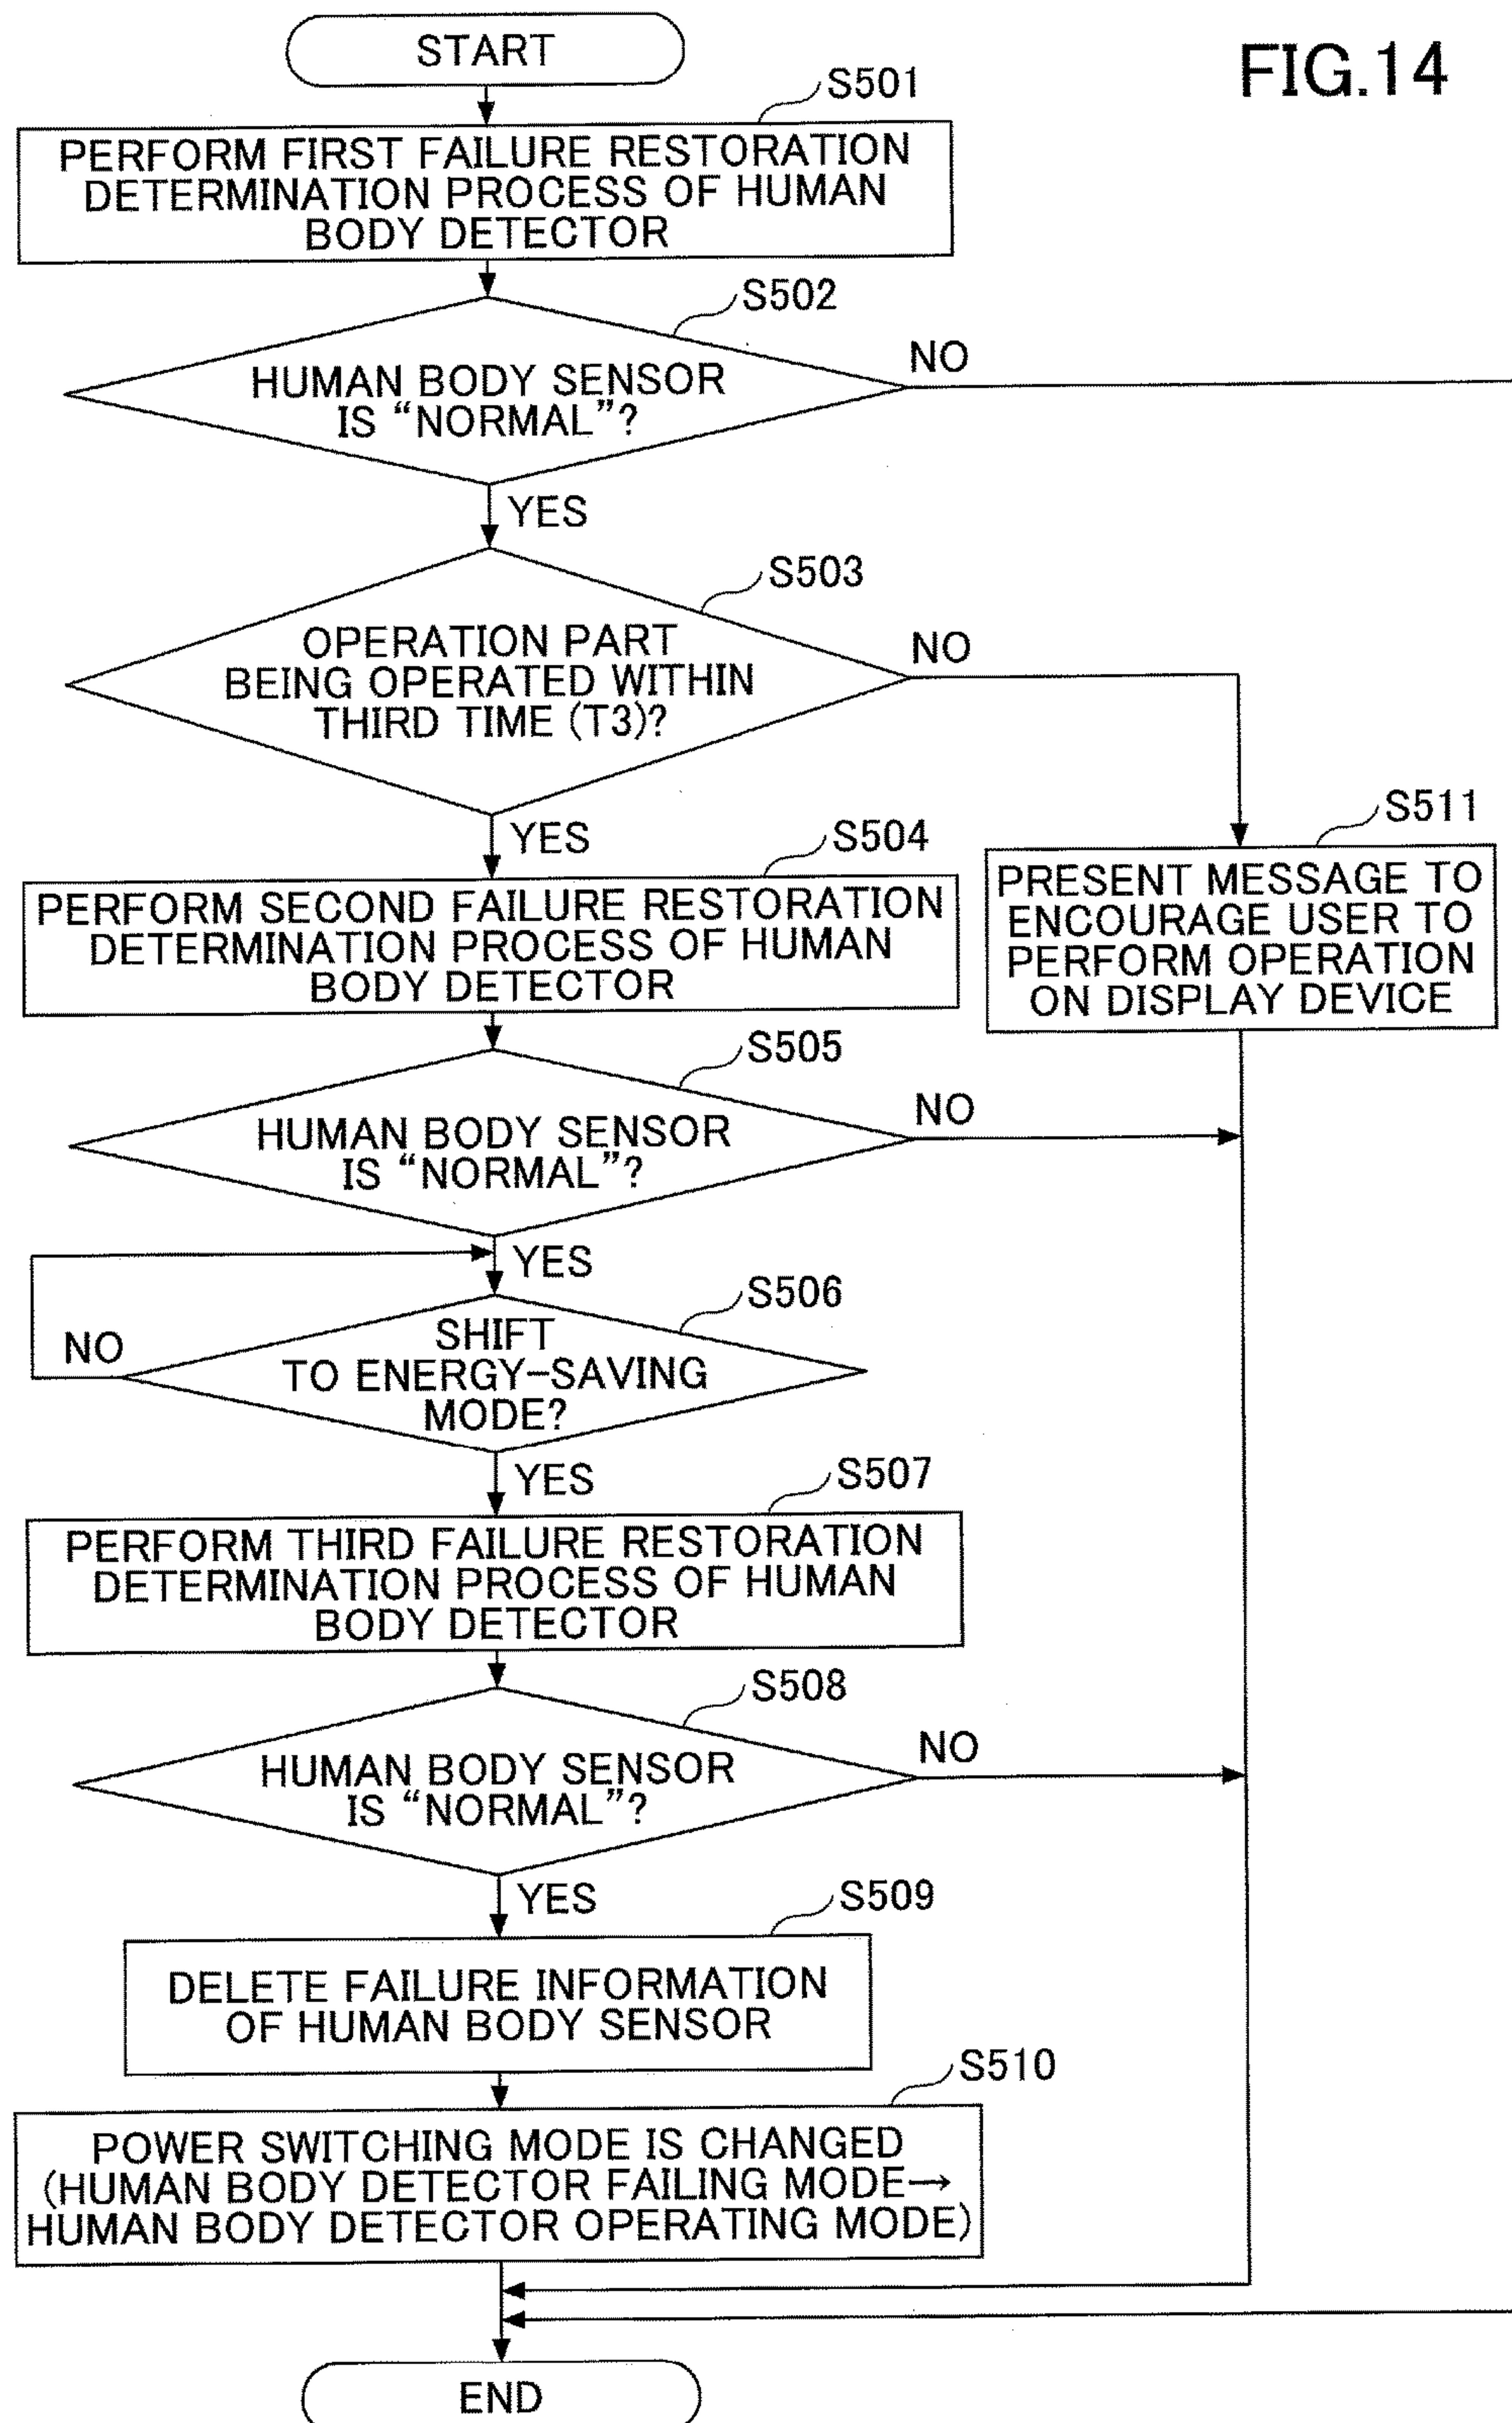 START
FIG.14
S501
PERFORM FIRST FAILURE RESTORATION
DETERMINATION PROCESS OF HUMAN
BODY DETECTOR
S502
HUMAN BODY SENSOR
IS “NORMAL”?
NO
YES
S503
OPERATION PART
BEING OPERATED WITHIN
THIRD TIME (T3)?
NO
YES
S504
PERFORM SECOND FAILURE RESTORATION
DETERMINATION PROCESS OF HUMAN
BODY DETECTOR
S511
PRESENT MESSAGE TO
ENCOURAGE USER TO
PERFORM OPERATION
ON DISPLAY DEVICE
S505
HUMAN BODY SENSOR
IS “NORMAL”?
NO
YES
S506
SHIFT
TO ENERGY-SAVING
MODE?
NO
YES
S507
PERFORM THIRD FAILURE RESTORATION
DETERMINATION PROCESS OF HUMAN
BODY DETECTOR
S508
HUMAN BODY SENSOR
IS “NORMAL”?
NO
YES
S509
DELETE FAILURE INFORMATION
OF HUMAN BODY SENSOR
S510
POWER SWITCHING MODE IS CHANGED
(HUMAN BODY DETECTOR FAILING MODE→
HUMAN BODY DETECTOR OPERATING MODE)
END